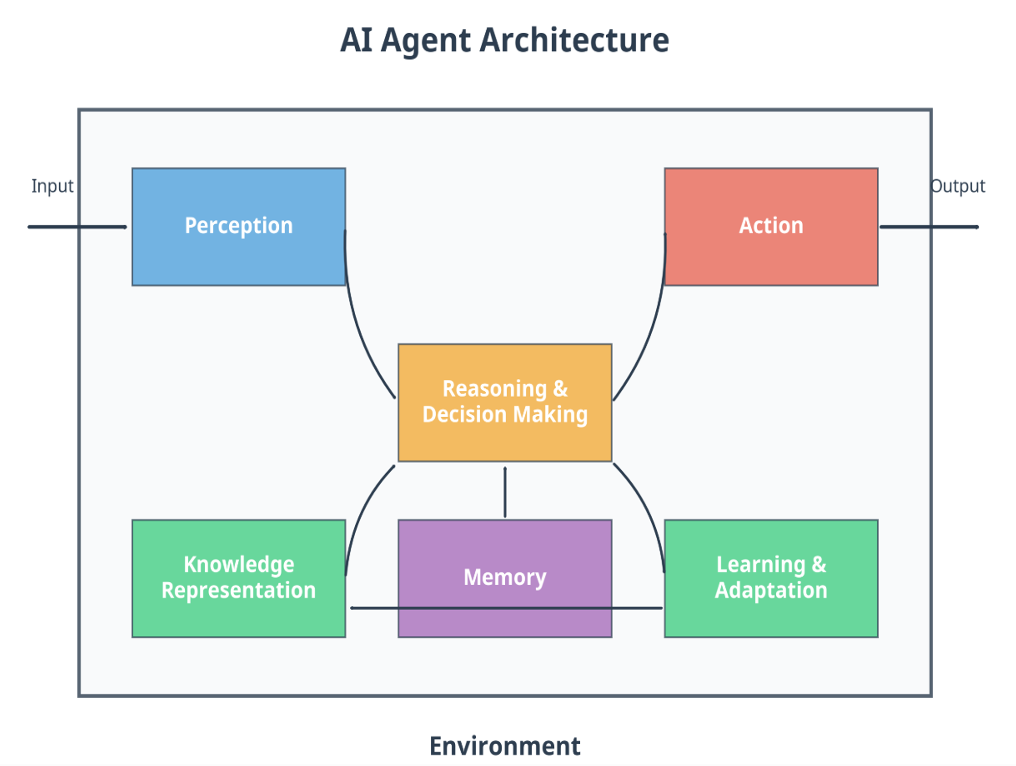 AI Agent Architecture
Input
Output
Perception
Action
Reasoning &
Decision Making
Knowledge
Representation
Memory
Learning &
Adaptation
Environment